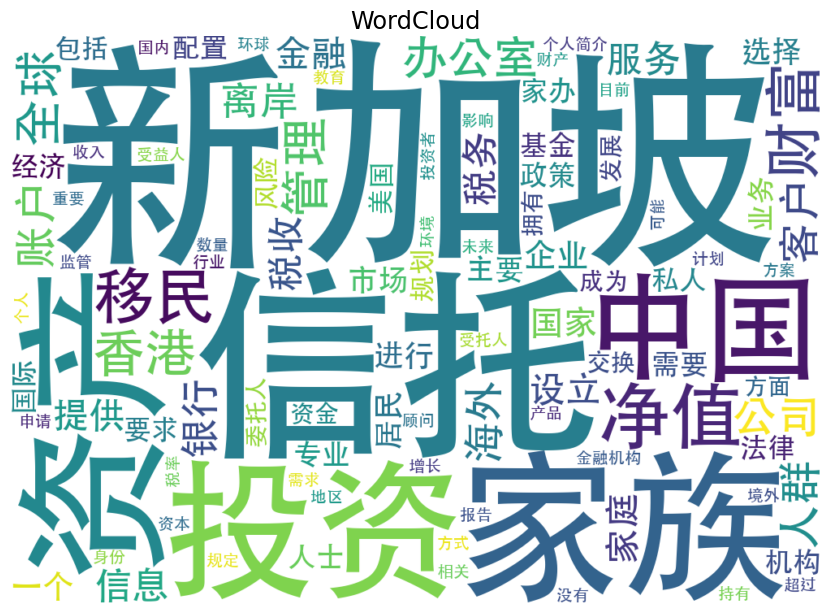 WordCloud
包括
国内
配置
环球
金融
教育
办公室
个人简介
服务
财产
选择
新加坡
全球
离岸
家办
目前
财富
经济
收入
受益人
风险
管理
美国
影响
投资者
税务
拥有
基金
政策
发展
业务
客户
账户
重要
监管
数量
行业
税收
市场
规划
环境
未来
主要
企业
成为
私人
可能
计划
方案
资产
移民
信托
中国
个人
香港
进行
受托人
国家
交换
需要
国际
申请
提供
要求
银行
委托人
资金
居民
顾问
海外
设立
产品
净值
方面
公司
法律
税率
专业
增长
金融机构
人群
投资
需求
地区
家族
家庭
境外
资本
报告
机构
身份
规定
人士
方式
相关
一个
信息
没有
持有
超过